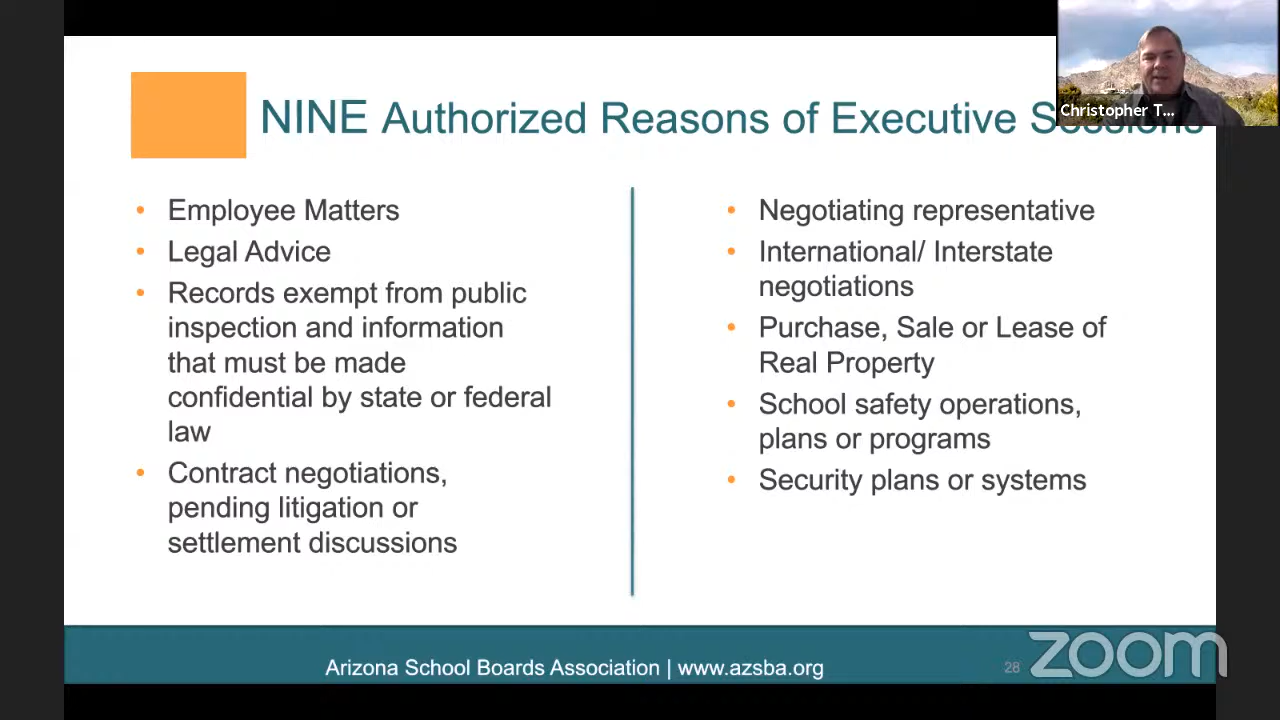 NINE Authorized Reasons of Executive Sessions
Christopher T...
Employee Matters
Legal Advice
Records exempt from public
inspection and information
that must be made
confidential by state or federal
law
Contract negotiations,
pending litigation or
settlement discussions
Negotiating representative
International/ Interstate
negotiations
Purchase, Sale or Lease of
Real Property
School safety operations,
plans or programs
Security plans or systems
Arizona School Boards Association | www.azsba.org
28
zoom